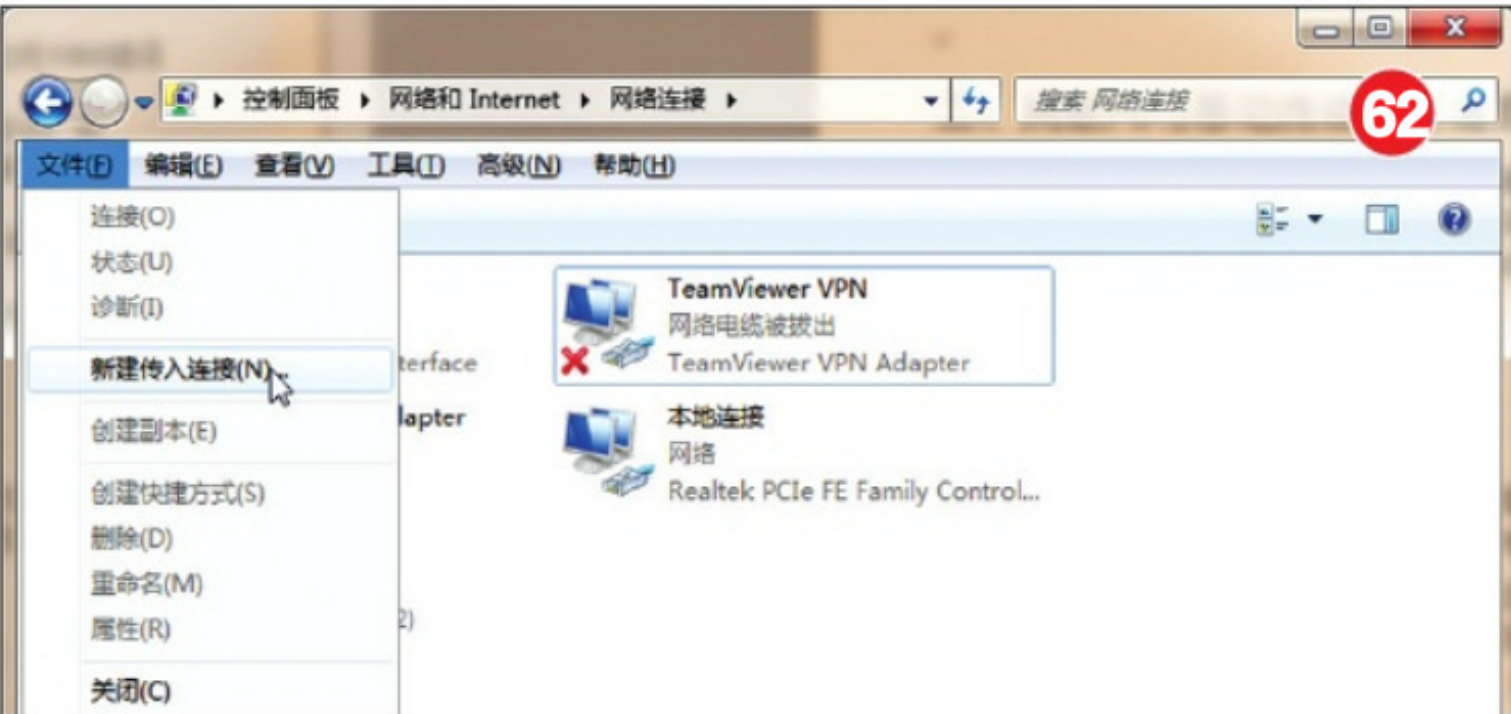 控制面板 网络和 Internet 网络连接 搜索 网络连接 62
文件(F) 编辑(E) 查看(V) 工具(T) 高级(N) 帮助(H)
连接(O)
状态(U)
诊断(I)
新建传入连接(N)...
创建副本(E)
创建快捷方式(S)
删除(D)
重命名(M)
属性(R)
关闭(C)
terface
lapter
2)
TeamViewer VPN
网络电缆被拔出
TeamViewer VPN Adapter
本地连接
网络
Realtek PCIe FE Family Control...